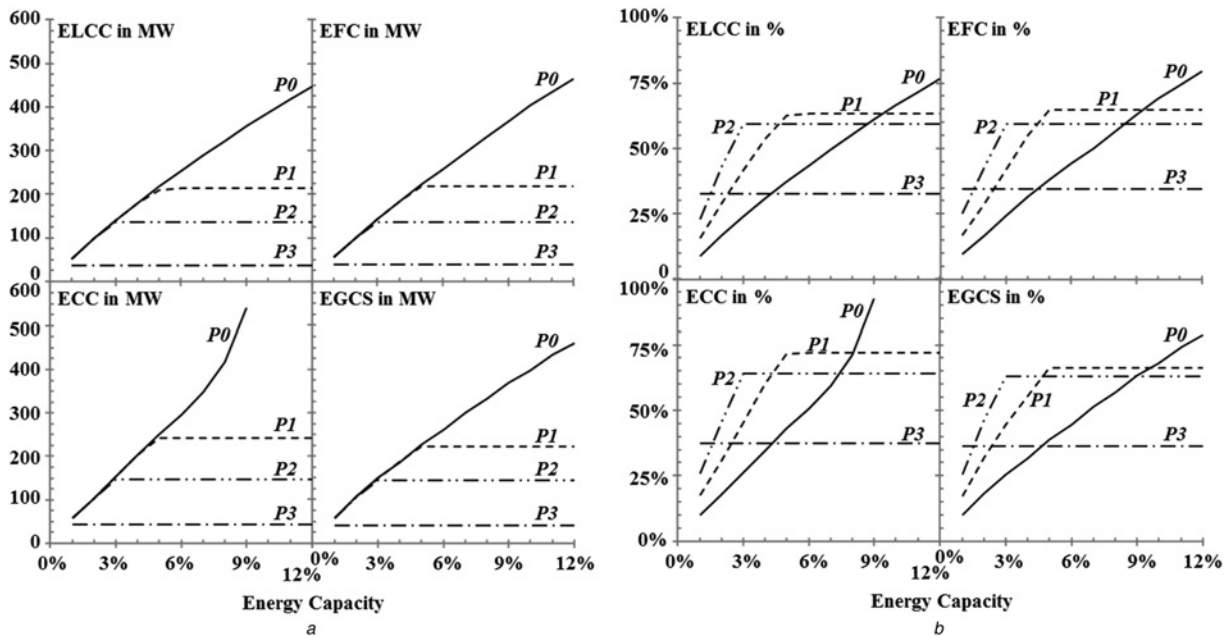 600
ELCC in MW
EFC in MW
500
P0
P0
400
300
P1
P1
200
P2
P2
100
P3
P3
0
600
ECC in MW
EGCS in MW
500
P0
P0
400
300
P1
P1
200
P2
P2
100
P3
P3
0
0% 3% 6% 9% 0% 3% 6% 9% 12%
12%
Energy Capacity
a
100%
ELCC in %
EFC in %
P0
P0
75%
P1
P1
P2
P2
50%
P3
P3
25%
0
100%
ECC in %
EGCS in %
P0
P0
75%
P1
P2
P2
P1
50%
P3
P3
25%
0%
0% 3% 6% 9% 0% 3% 6% 9% 12%
12%
Energy Capacity
b